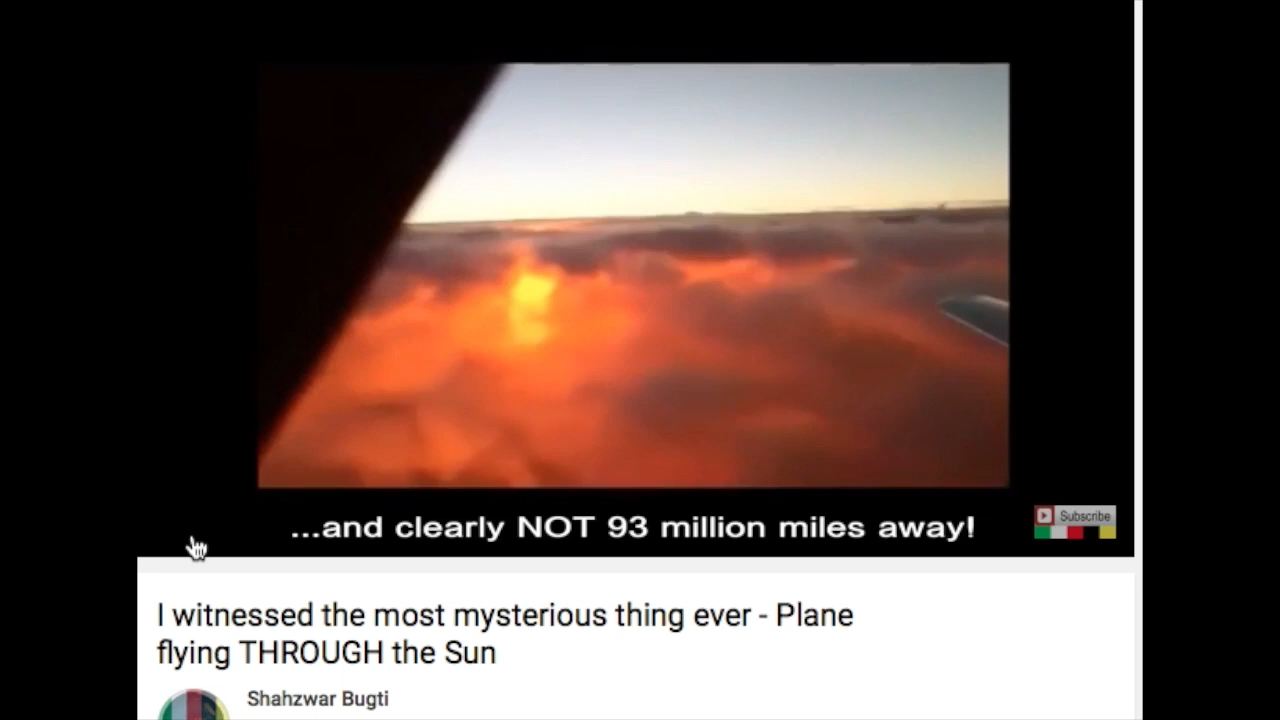 ...and clearly NOT 93 million miles away!
Subscribe
I witnessed the most mysterious thing ever - Plane
flying THROUGH the Sun
Shahzwar Bugti